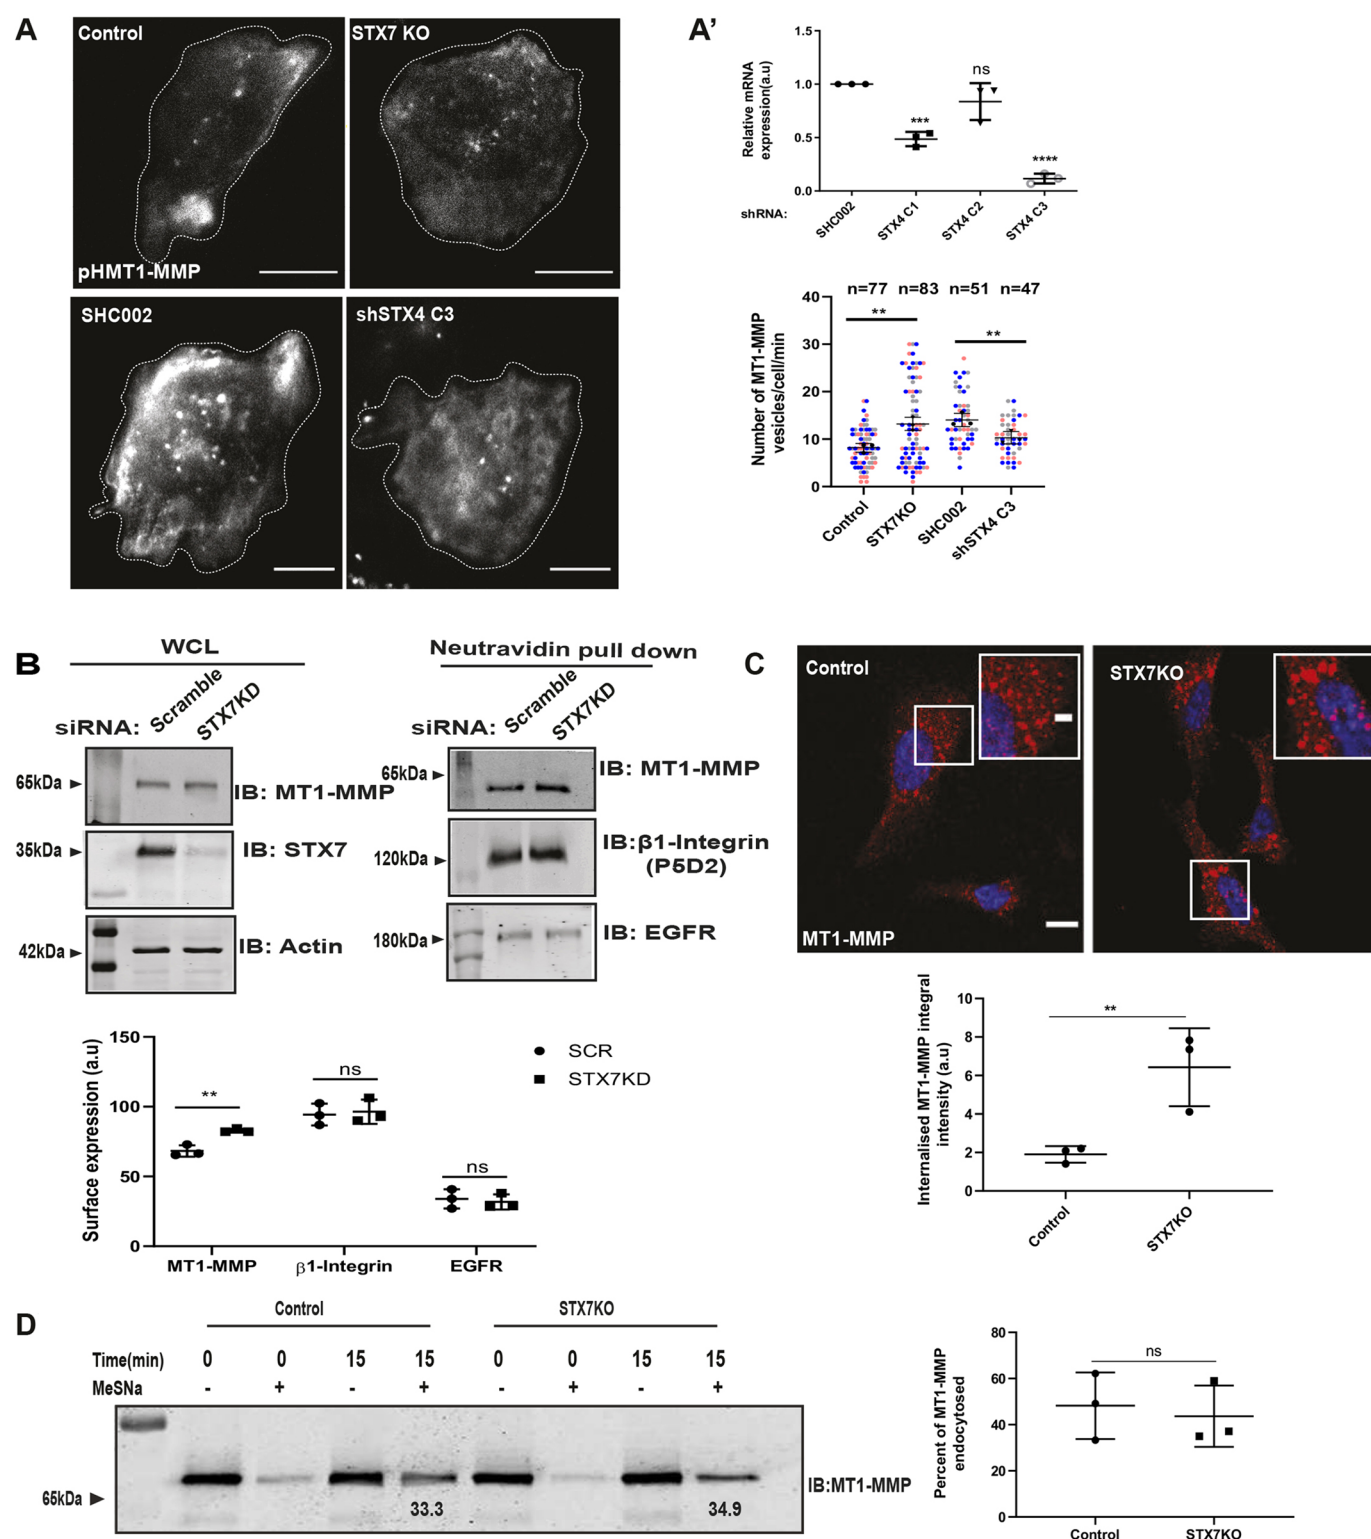 A
Control
STX7 KO
pHMT1-MMP
SHC002
shSTX4 C3
A’
Relative mRNA
expression(a.u)
1.5
1.0
0.5
0.0
***
ns
****
shRNA:
SHC002
STX4 C1
STX4 C2
STX4 C3
n=77 n=83 n=51 n=47
Number of MT1-MMP
vesicles/cell/min
40
30
20
10
0
**
**
Control
STX7KO
SHC002
shSTX4 C3
B
WCL
Neutravidin pull down
siRNA:
Scramble
STX7KD
siRNA:
Scramble
STX7KD
65kDa
IB: MT1-MMP
35kDa
IB: STX7
42kDa
IB: Actin
65kDa
IB: MT1-MMP
120kDa
IB:β1-Integrin
(P5D2)
180kDa
IB: EGFR
Surface expression (a.u)
150
100
50
0
**
ns
ns
SCR
STX7KD
MT1-MMP
β1-Integrin
EGFR
C
Control
STX7KO
MT1-MMP
Internalised MT1-MMP integral
intensity (a.u)
10
8
6
4
2
0
**
Control
STX7KO
D
Control
STX7KO
Time(min) 0 0 15 15 0 0 15 15
MeSNa - + - + - + - +
65kDa
33.3
34.9
IB:MT1-MMP
Percent of MT1-MMP
endocytosed
80
60
40
20
0
ns
Control
STX7KO